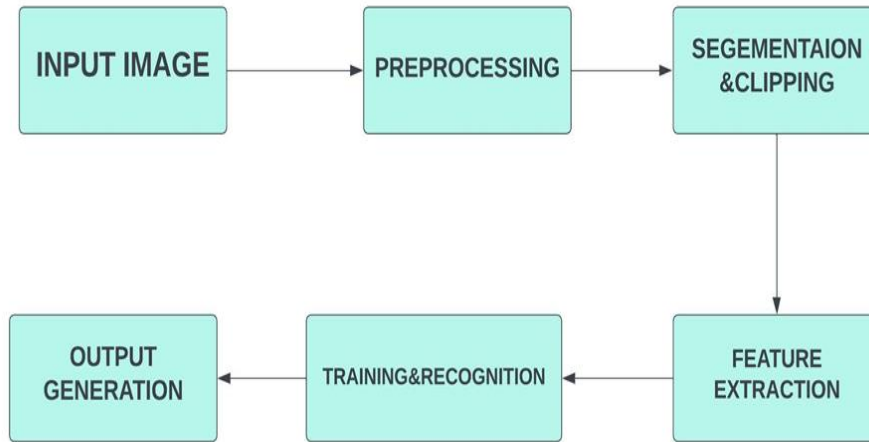 INPUT IMAGE
PREPROCESSING
SEGEMENTAION
&CLIPPING
FEATURE
EXTRACTION
TRAINING&RECOGNITION
OUTPUT
GENERATION